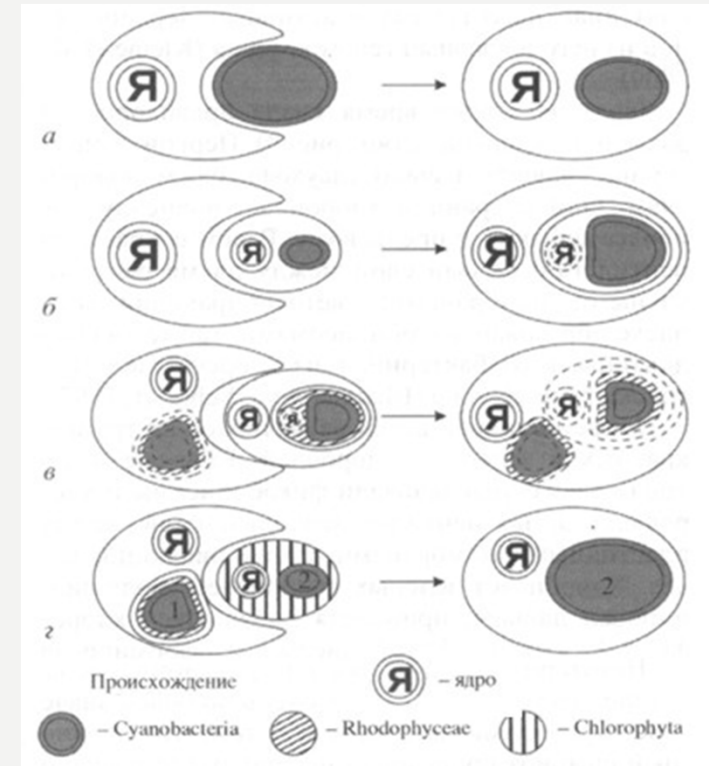 Я Я
а
Я Я Я Я
б
Я Я Я Я Я
в
Я 1 Я 2 Я 2
г
Происхождение Я – ядро
– Cyanobacteria – Rhodophyceae – Chlorophyta